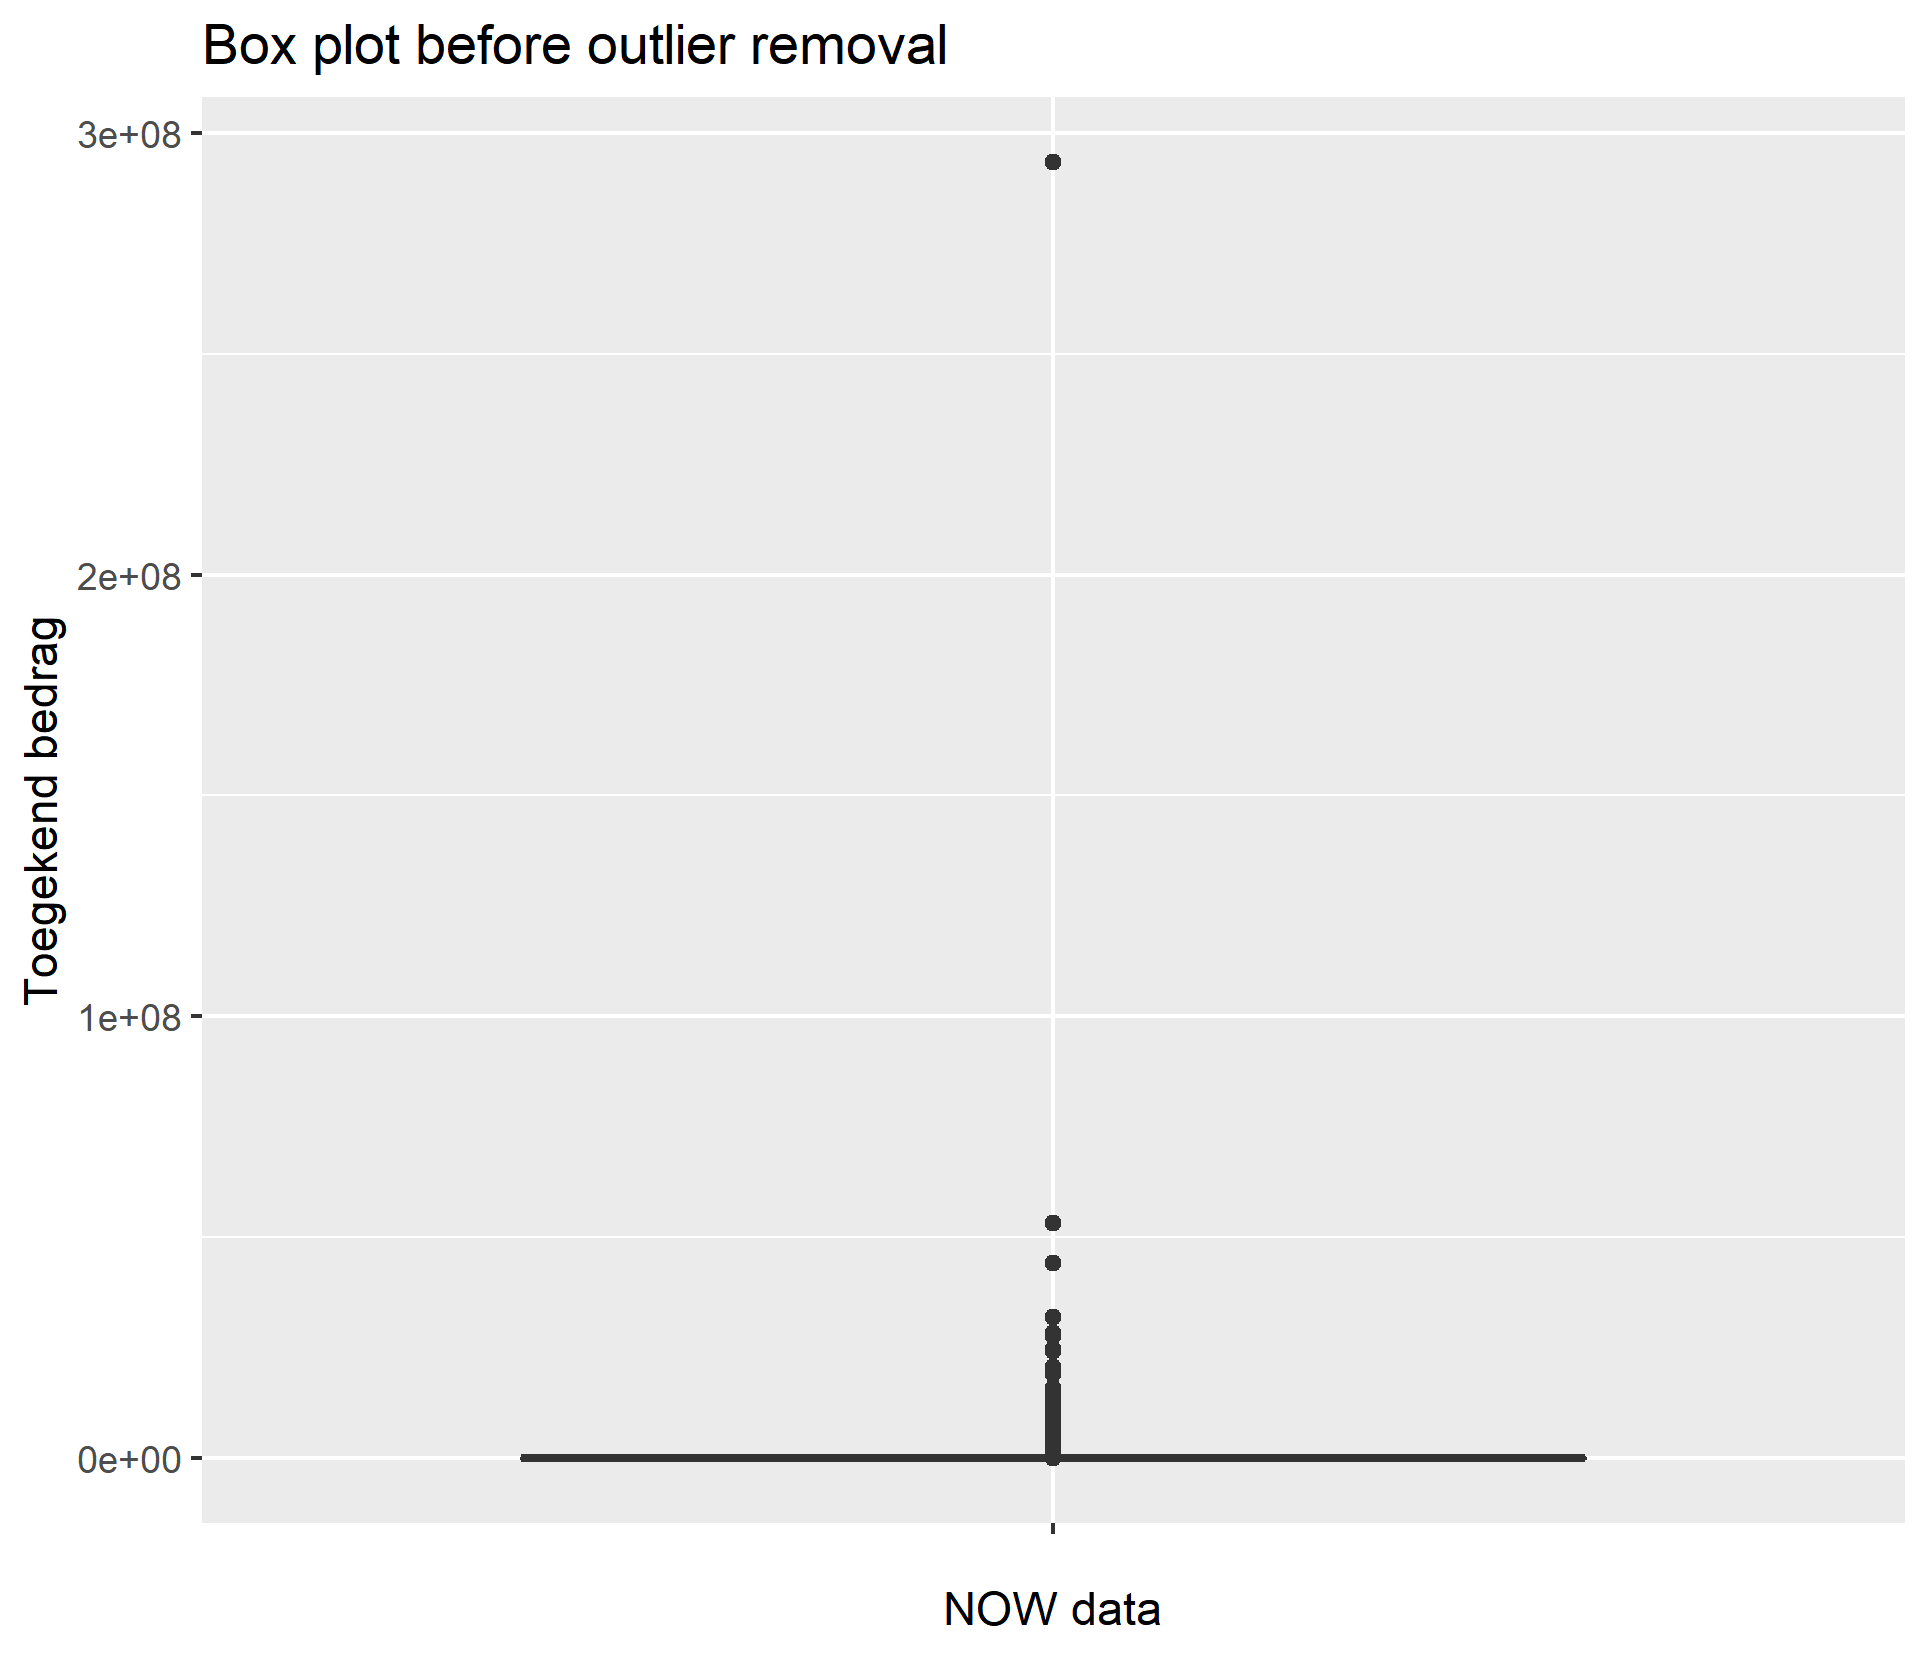 Box plot before outlier removal
3e+08
2e+08
1e+08
0e+00
Toegekend bedrag
NOW data